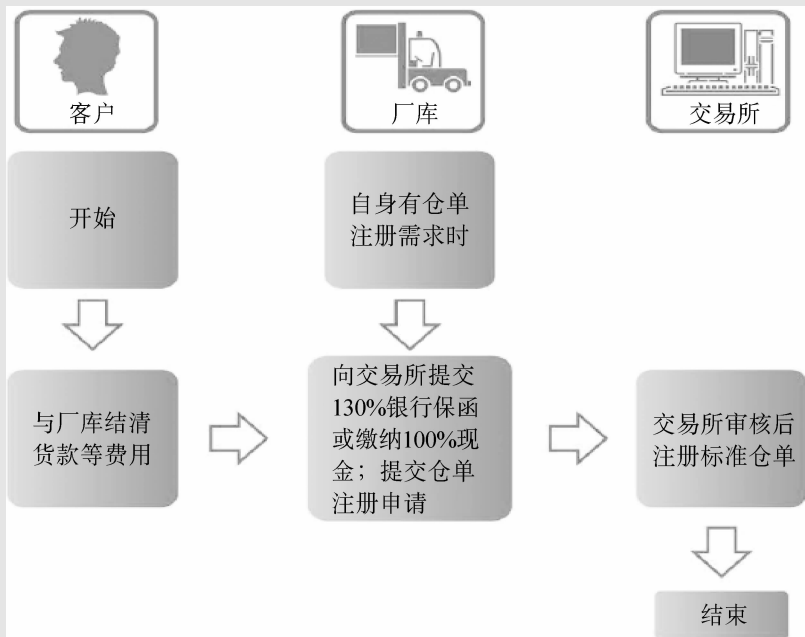 客户
厂库
交易所
开始
自身有仓单
注册需求时
与厂库结清
货款等费用
向交易所提交
130%银行保函
或缴纳100%现
金；提交仓单
注册申请
交易所审核后
注册标准仓单
结束